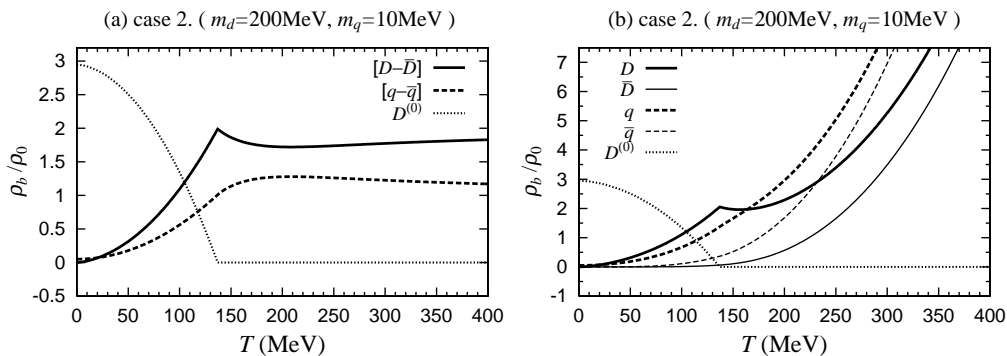 (a) case 2. ( m_d=200MeV, m_q=10MeV )
3
2.5
2
1.5
1
0.5
0
-0.5
ρ_b/ρ_0
[D–D̅]
[q-q̅]
D^(0)
0 50 100 150 200 250 300 350 400
T (MeV)
(b) case 2. ( m_d=200MeV, m_q=10MeV )
7
6
5
4
3
2
1
0
-1
ρ_b/ρ_0
D
D̅
q
q̅
D^(0)
0 50 100 150 200 250 300 350 400
T (MeV)